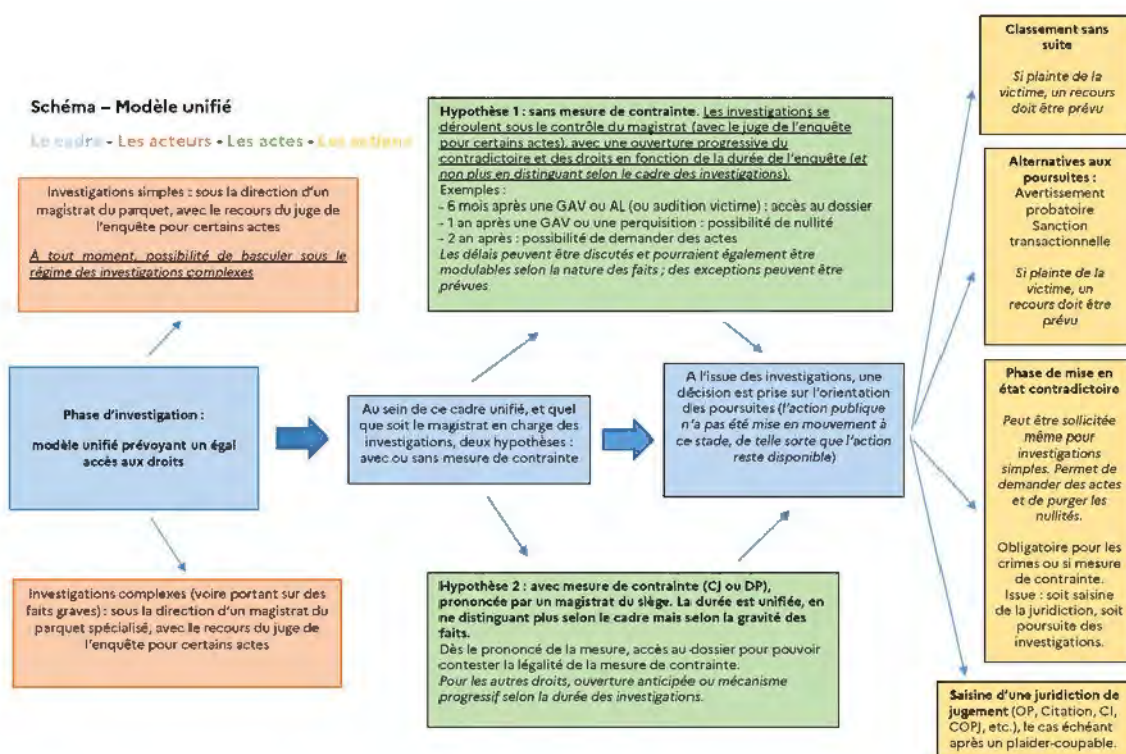 Schéma – Modèle unifié
Le cadre - Les acteurs - Les actes - Les actions
Investigations simples : sous la direction d'un
magistrat du parquet, avec le recours du juge de
l'enquête pour certains actes
A tout moment, possibilité de basculer sous le
régime des investigations complexes
Phase d'investigation :
modèle unifié prévoyant un égal
accès aux droits
Investigations complexes (voire portant sur des
faits graves) : sous la direction d'un magistrat du
parquet spécialisé, avec le recours du juge de
l'enquête pour certains actes
Hypothèse 1 : sans mesure de contrainte. Les investigations se
déroulent sous le contrôle du magistrat (avec le juge de l'enquête
pour certains actes), avec une ouverture progressive du
contradictoire et des droits en fonction de la durée de l'enquête (et
non plus en distinguant selon le cadre des investigations).
Exemples :
- 6 mois après une GAV ou AL (ou audition victime) : accès au dossier
- 1 an après une GAV ou une perquisition : possibilité de nullité
- 2 an après : possibilité de demander des actes
Les délais peuvent être discutés et pourraient également être
modulables selon la nature des faits ; des exceptions peuvent être
prévues
Au sein de ce cadre unifié, et quel
que soit le magistrat en charge des
investigations, deux hypothèses :
avec ou sans mesure de contrainte
A l'issue des investigations, une
décision est prise sur l'orientation
des poursuites (l'action publique
n'a pas été mise en mouvement à
ce stade, de telle sorte que l'action
reste disponible)
Hypothèse 2 : avec mesure de contrainte (CJ ou DP),
prononcée par un magistrat du siège. La durée est unifiée, en
ne distinguant plus selon le cadre mais selon la gravité des
faits.
Dès le prononcé de la mesure, accès au dossier pour pouvoir
contester la légalité de la mesure de contrainte.
Pour les autres droits, ouverture anticipée ou mécanisme
progressif selon la durée des investigations.
Classement sans
suite
Si plainte de la
victime, un recours
doit être prévu
Alternatives aux
poursuites :
Avertissement
probatoire
Sanction
transactionnelle
Si plainte de la
victime, un
recours doit être
prévu
Phase de mise en
état contradictoire
Peut être sollicitée
même pour
investigations
simples. Permet de
demander des actes
et de purger les
nullités.
Obligatoire pour les
crimes ou si mesure
de contrainte.
Issue : soit saisine
de la juridiction, soit
poursuite des
investigations.
Saisine d'une juridiction de
jugement (OP, Citation, CI,
COPJ, etc.), le cas échéant
après un plaider-coupable.